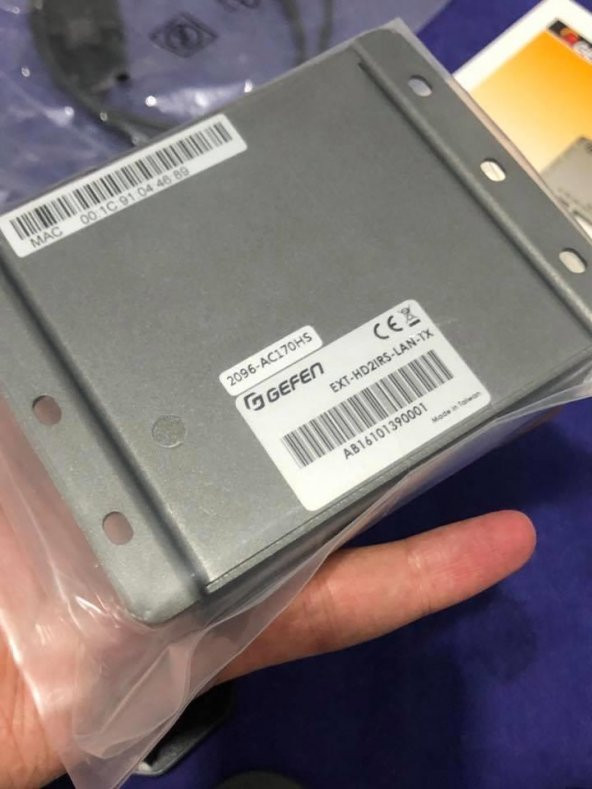 MAC 00 1C 91 04 46 89
2096-AC170HS
GEFEN
EXT-HD2IRS-LAN-TX
AB16101390001
Made in Taiwan